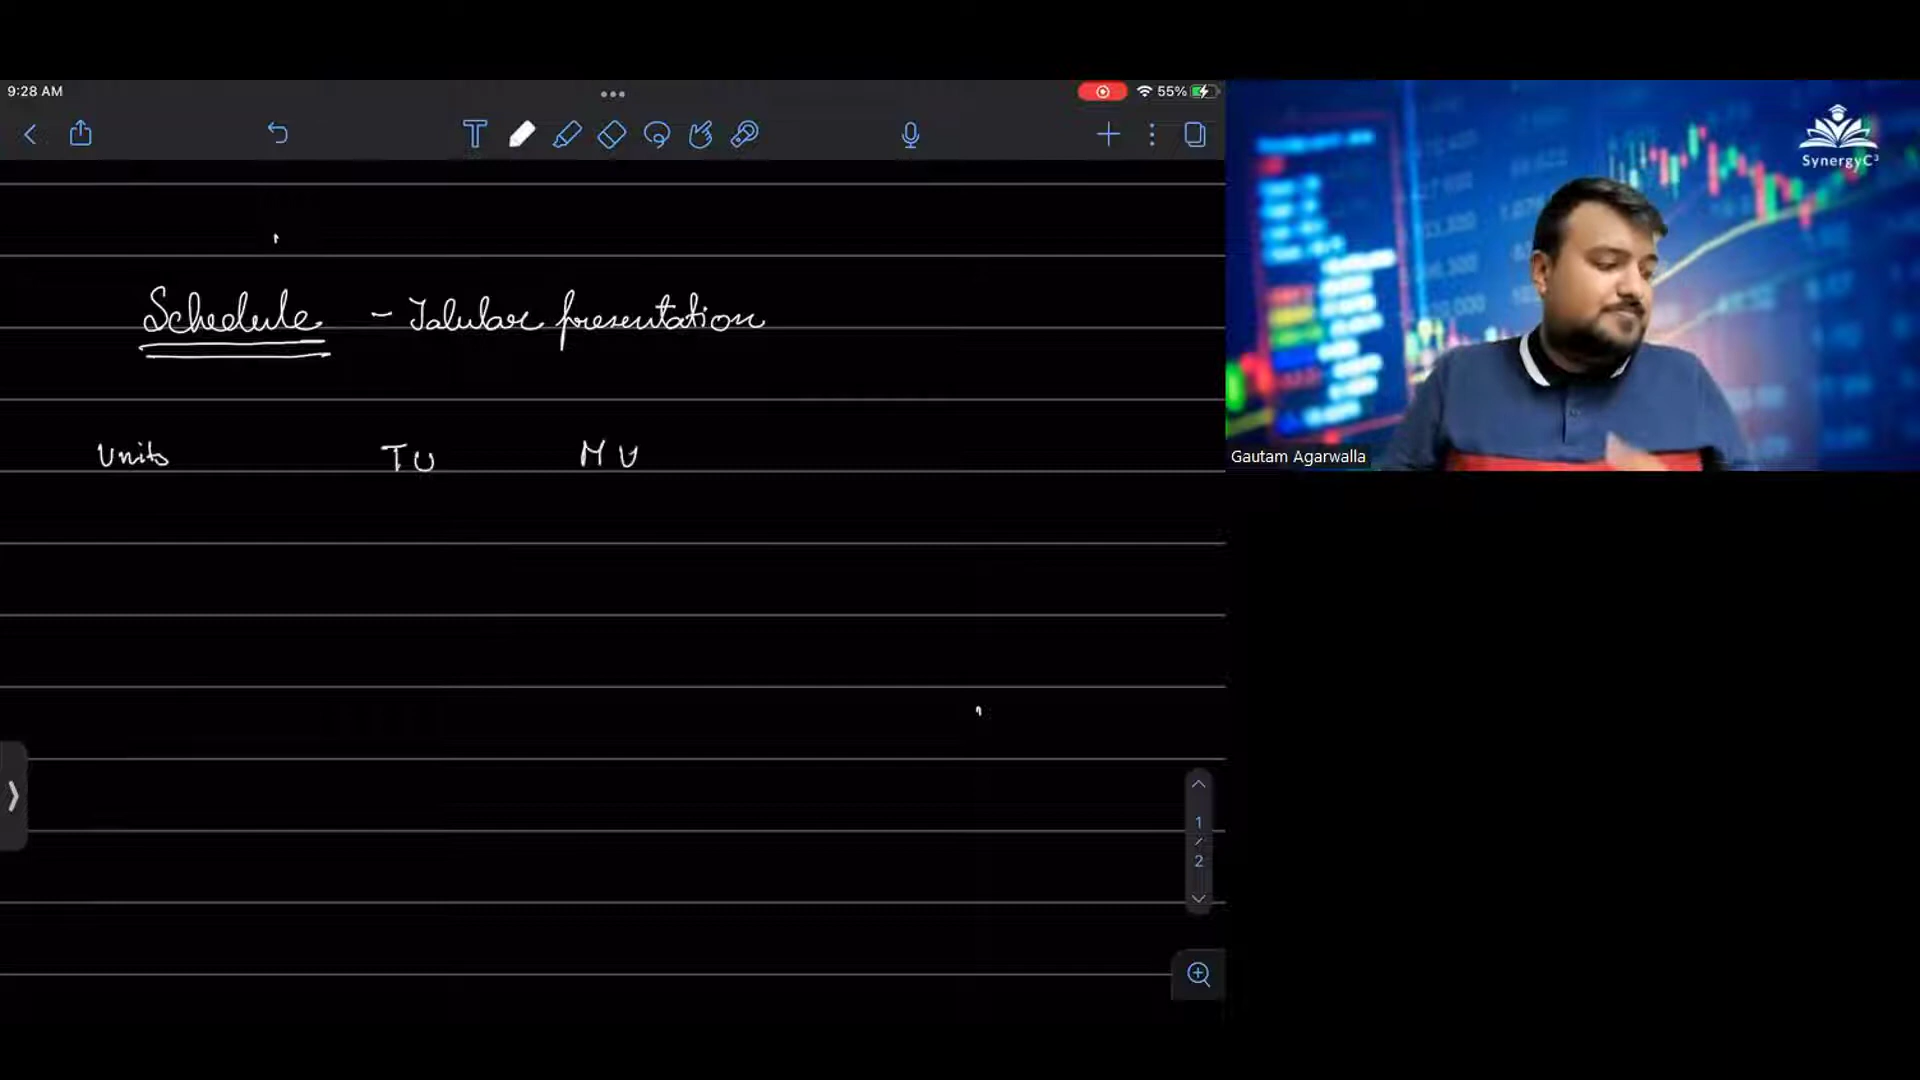 9:28 AM
55%
SynergyC³
Schedule - Tabular presentation
Units TU MU
Gautam Agarwalla
1
/
2